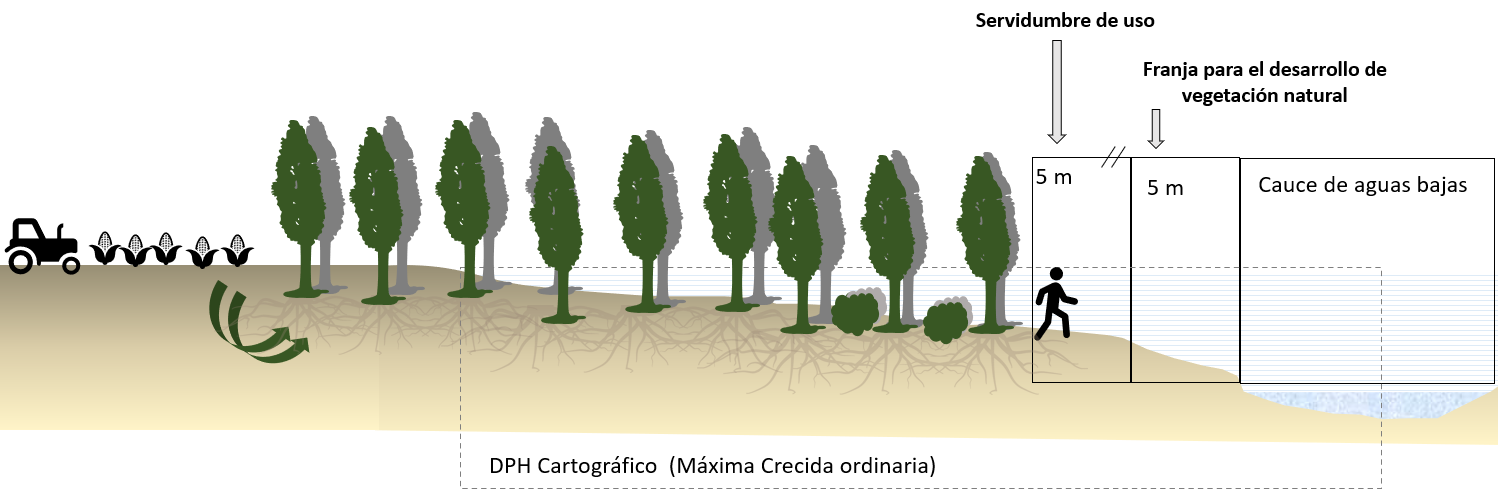 Servidumbre de uso
Franja para el desarrollo de
vegetación natural
5 m
5 m
Cauce de aguas bajas
DPH Cartográfico (Máxima Crecida ordinaria)